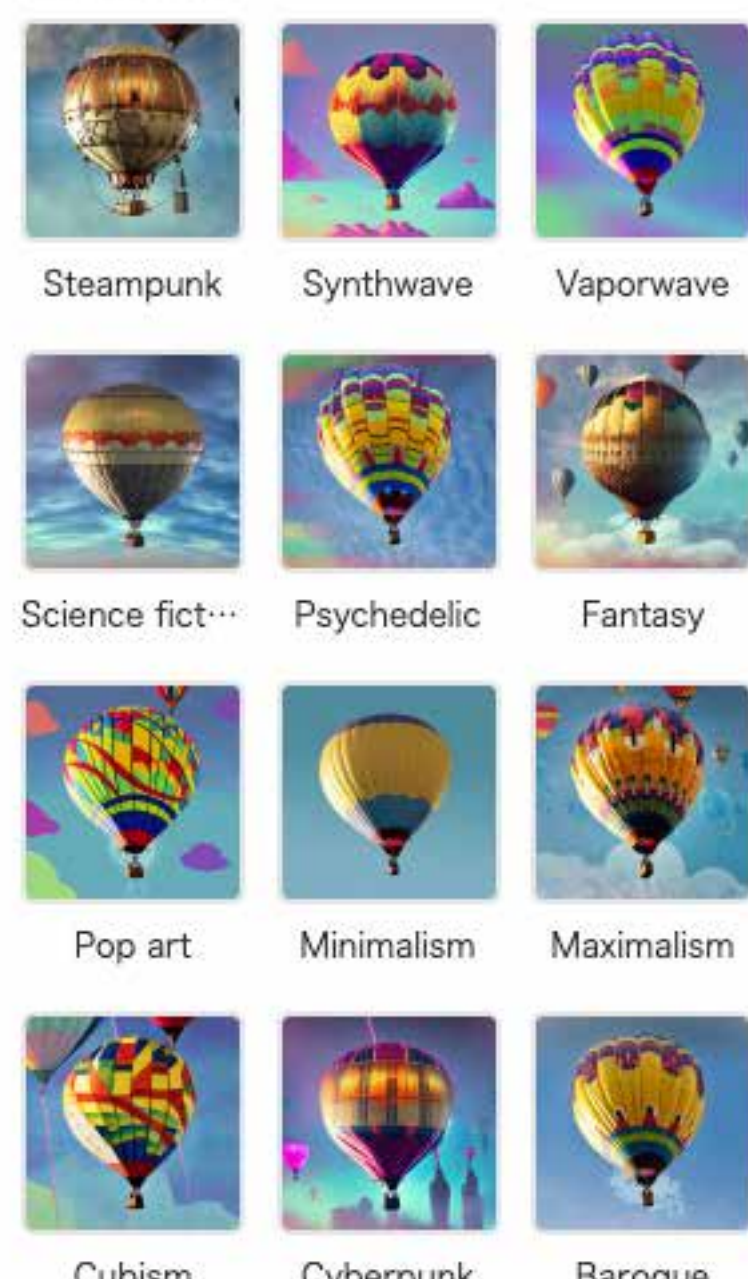 Steampunk
Synthwave
Vaporwave
Science fict...
Psychedelic
Fantasy
Pop art
Minimalism
Maximalism
Cubism
Cyberpunk
Baroque